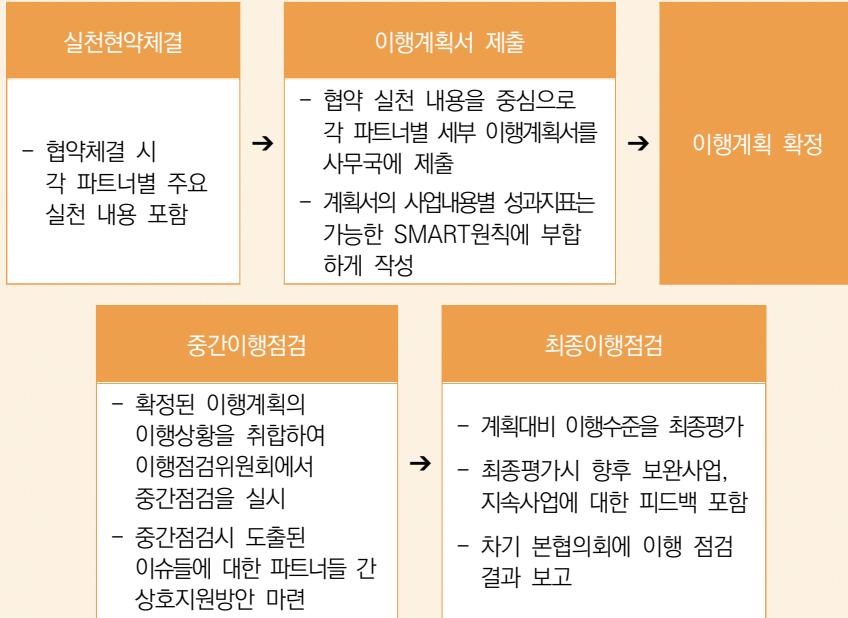 실천현약체결
- 협약체결 시
각 파트너별 주요
실천 내용 포함
➔
이행계획서 제출
- 협약 실천 내용을 중심으로
각 파트너별 세부 이행계획서를
사무국에 제출
- 계획서의 사업내용별 성과지표는
가능한 SMART원칙에 부합
하게 작성
➔
이행계획 확정
중간이행점검
- 확정된 이행계획의
이행상황을 취합하여
이행점검위원회에서
중간점검을 실시
- 중간점검시 도출된
이슈들에 대한 파트너들 간
상호지원방안 마련
➔
최종이행점검
- 계획대비 이행수준을 최종평가
- 최종평가시 향후 보완사업,
지속사업에 대한 피드백 포함
- 차기 본협의회에 이행 점검
결과 보고